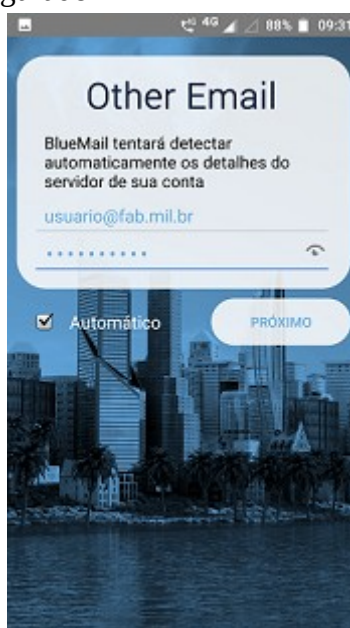 4G 88% 09:31
Other Email
BlueMail tentará detectar
automaticamente os detalhes do
servidor de sua conta
usuario@fab.mil.br
Automático
PRÓXIMO